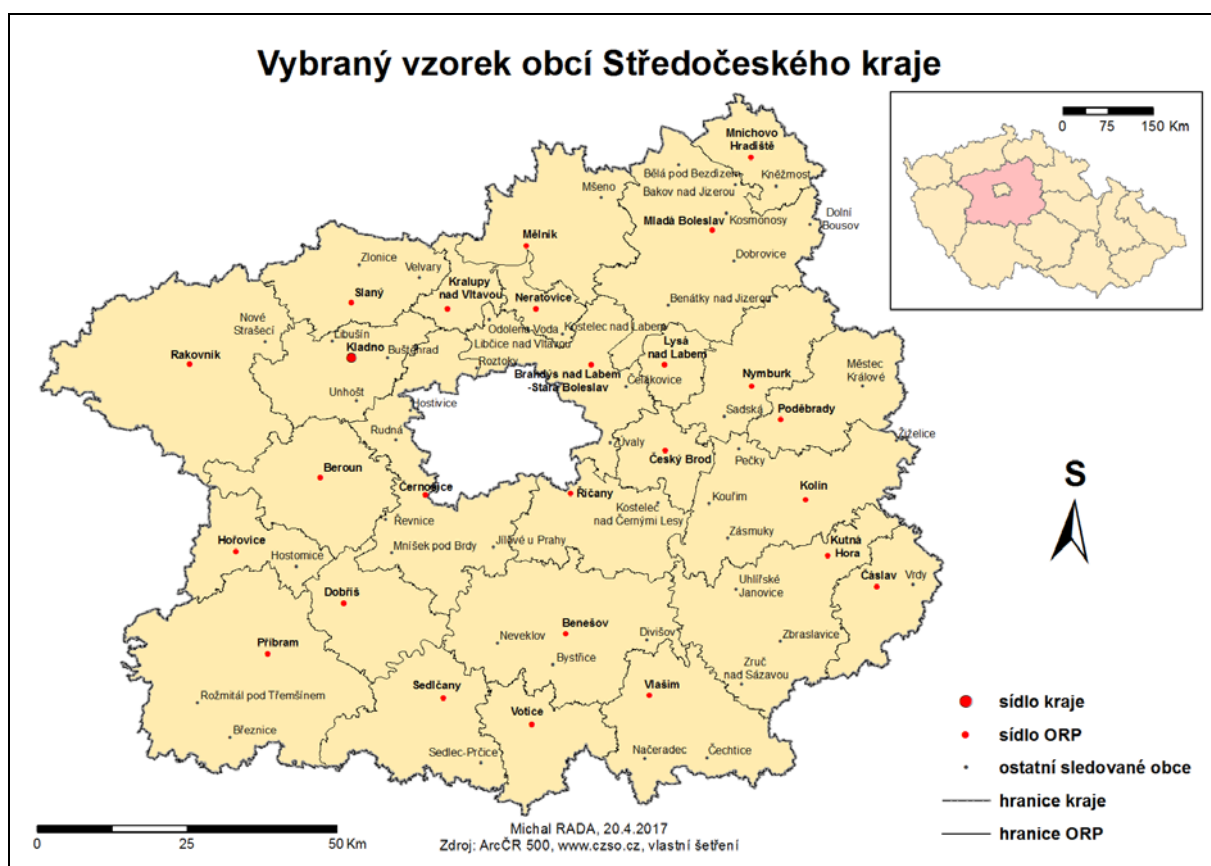 Vybraný vzorek obcí Středočeského kraje
0 75 150 Km
Mnichovo
Hradiště
Bělá pod Bezdězem
Kněžmost
Bakov nad Jizerou
Mšeno
Mladá Boleslav
Kosmonosy
Dolní
Bousov
Mělník
Dobrovice
Zlonice
Velvary
Slaný
Kralupy
nad Vltavou
Neratovice
Benátky nad Jizerou
Nové
Strašecí
Libušín
Odolena Voda
Kostelec nad Labem
Libčice nad Vltavou
Lysá
nad Labem
Kladno
Buštěhrad
Roztoky
Rakovník
Brandýs nad Labem
-Stará Boleslav
Čelákovice
Nymburk
Městec
Králové
Unhošť
Hostivice
Sadská
Poděbrady
Rudná
Úvaly
Český Brod
Pečky
Žiželice
Beroun
Černošice
Říčany
Kostelec
nad Černými Lesy
Kouřim
Kolín
Řevnice
Zásmuky
Hořovice
Hostomice
Mníšek pod Brdy
Jílové u Prahy
Kutná
Hora
Čáslav
Vrdy
Uhlířské
Janovice
Dobříš
Benešov
Neveklov
Divišov
Zbraslavice
Příbram
Bystřice
Zruč
nad Sázavou
Rožmitál pod Třemšínem
Sedlčany
Vlašim
Votice
Březnice
Sedlec-Prčice
Načeradec
Čechtice
S
sídlo kraje
sídlo ORP
ostatní sledované obce
hranice kraje
hranice ORP
0 25 50 Km
Michal RADA, 20.4.2017
Zdroj: ArcČR 500, www.czso.cz, vlastní šetření